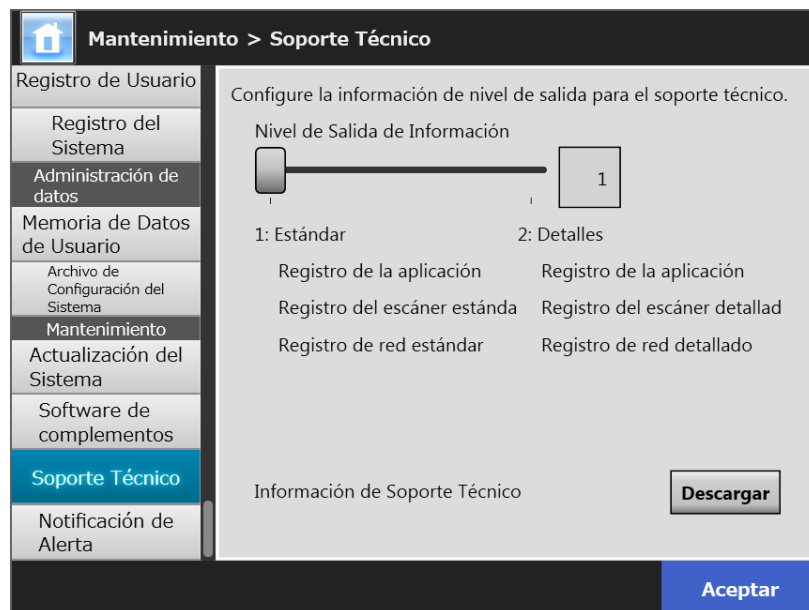 Mantenimiento > Soporte Técnico
Registro de Usuario
Registro del
Sistema
Administración de
datos
Memoria de Datos
de Usuario
Archivo de
Configuración del
Sistema
Mantenimiento
Actualización del
Sistema
Software de
complementos
Soporte Técnico
Notificación de
Alerta
Configure la información de nivel de salida para el soporte técnico.
Nivel de Salida de Información
1
1: Estándar
2: Detalles
Registro de la aplicación
Registro de la aplicación
Registro del escáner estánda
Registro del escáner detallad
Registro de red estándar
Registro de red detallado
Información de Soporte Técnico
Descargar
Aceptar